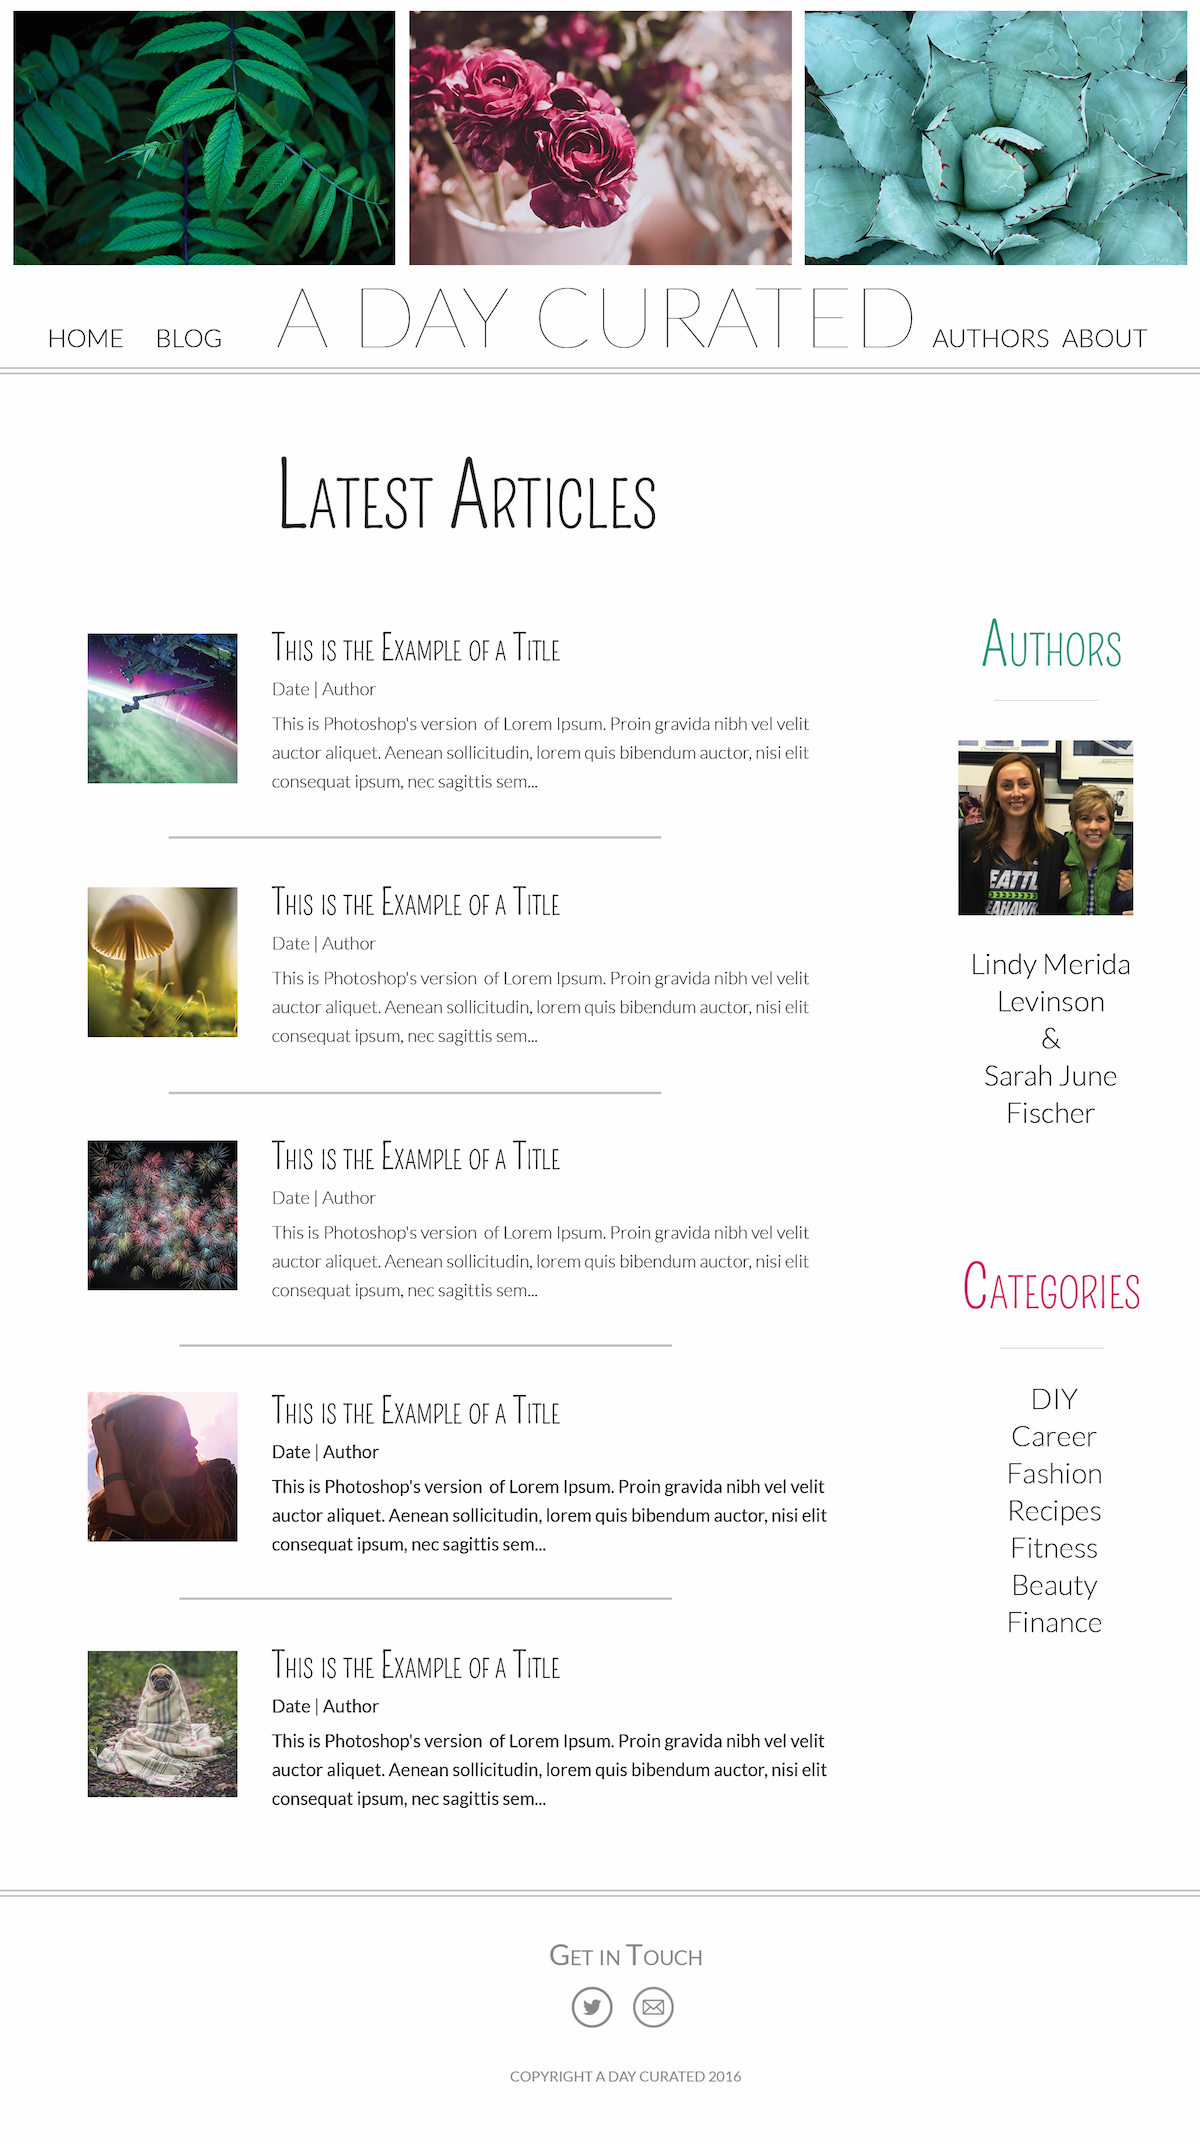 HOME BLOG A DAY CURATED AUTHORS ABOUT
Latest Articles
This is the Example of a Title
Date | Author
This is Photoshop's version of Lorem Ipsum. Proin gravida nibh vel velit
auctor aliquet. Aenean sollicitudin, lorem quis bibendum auctor, nisi elit
consequat ipsum, nec sagittis sem...
This is the Example of a Title
Date | Author
This is Photoshop's version of Lorem Ipsum. Proin gravida nibh vel velit
auctor aliquet. Aenean sollicitudin, lorem quis bibendum auctor, nisi elit
consequat ipsum, nec sagittis sem...
This is the Example of a Title
Date | Author
This is Photoshop's version of Lorem Ipsum. Proin gravida nibh vel velit
auctor aliquet. Aenean sollicitudin, lorem quis bibendum auctor, nisi elit
consequat ipsum, nec sagittis sem...
This is the Example of a Title
Date | Author
This is Photoshop's version of Lorem Ipsum. Proin gravida nibh vel velit
auctor aliquet. Aenean sollicitudin, lorem quis bibendum auctor, nisi elit
consequat ipsum, nec sagittis sem...
This is the Example of a Title
Date | Author
This is Photoshop's version of Lorem Ipsum. Proin gravida nibh vel velit
auctor aliquet. Aenean sollicitudin, lorem quis bibendum auctor, nisi elit
consequat ipsum, nec sagittis sem...
Authors
EATTL
EAHAWK
Lindy Merida
Levinson
&
Sarah June
Fischer
Categories
DIY
Career
Fashion
Recipes
Fitness
Beauty
Finance
Get in Touch
COPYRIGHT A DAY CURATED 2016